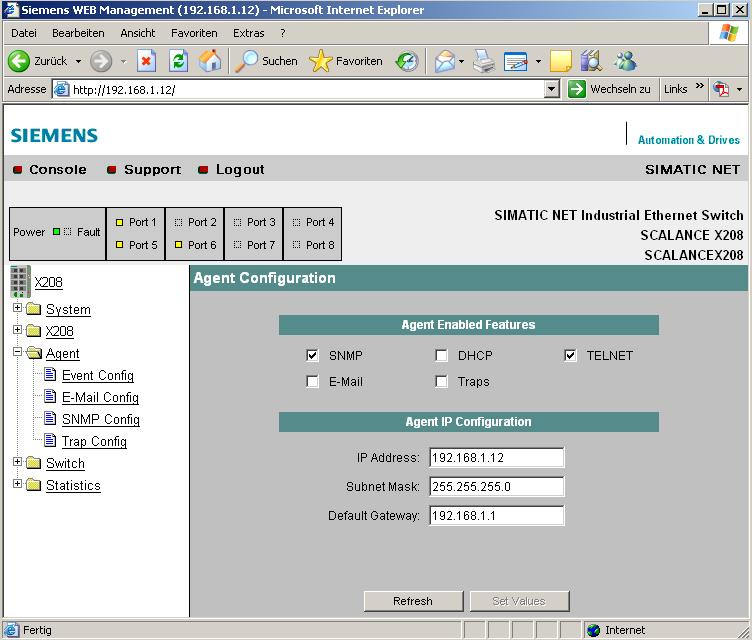 Siemens WEB Management (192.168.1.12) - Microsoft Internet Explorer
Datei Bearbeiten Ansicht Favoriten Extras ?
Zurück Suchen Favoriten
Adresse http://192.168.1.12/ Wechseln zu Links »
SIEMENS
Automation & Drives
Console Support Logout SIMATIC NET
Power Fault Port 1 Port 2 Port 3 Port 4
Port 5 Port 6 Port 7 Port 8
SIMATIC NET Industrial Ethernet Switch
SCALANCE X208
SCALANCEX208
X208
System
X208
Agent
Event Config
E-Mail Config
SNMP Config
Trap Config
Switch
Statistics
Agent Configuration
Agent Enabled Features
SNMP DHCP TELNET
E-Mail Traps
Agent IP Configuration
IP Address: 192.168.1.12
Subnet Mask: 255.255.255.0
Default Gateway: 192.168.1.1
Refresh Set Values
Fertig Internet